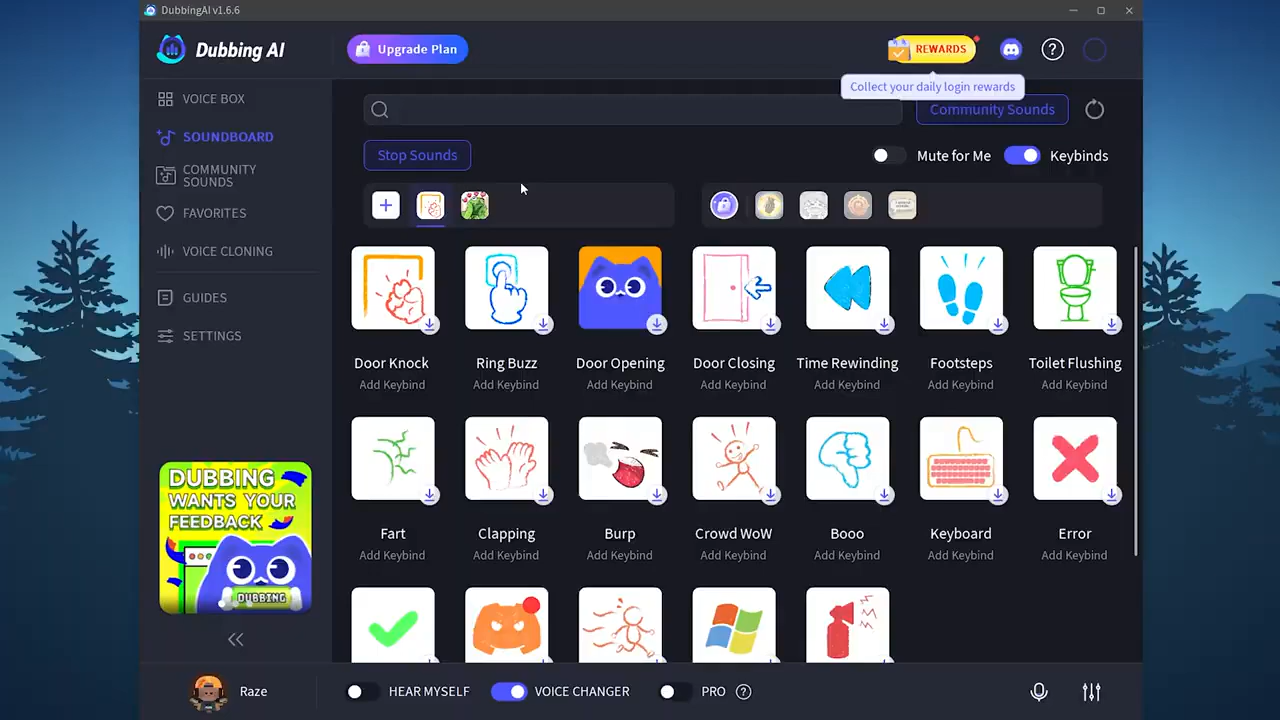 DubbingAI v1.6.6
Dubbing AI
Upgrade Plan
REWARDS
Collect your daily login rewards
VOICE BOX
SOUNDBOARD
COMMUNITY
SOUNDS
FAVORITES
VOICE CLONING
GUIDES
SETTINGS
Community Sounds
Stop Sounds
Mute for Me
Keybinds
Door Knock
Ring Buzz
Door Opening
Door Closing
Time Rewinding
Footsteps
Toilet Flushing
Add Keybind
Add Keybind
Add Keybind
Add Keybind
Add Keybind
Add Keybind
Add Keybind
Fart
Clapping
Burp
Crowd WoW
Booo
Keyboard
Error
Add Keybind
Add Keybind
Add Keybind
Add Keybind
Add Keybind
Add Keybind
Add Keybind
DUBBING
WANTS YOUR
FEEDBACK
DUBBING
Raze
HEAR MYSELF
VOICE CHANGER
PRO